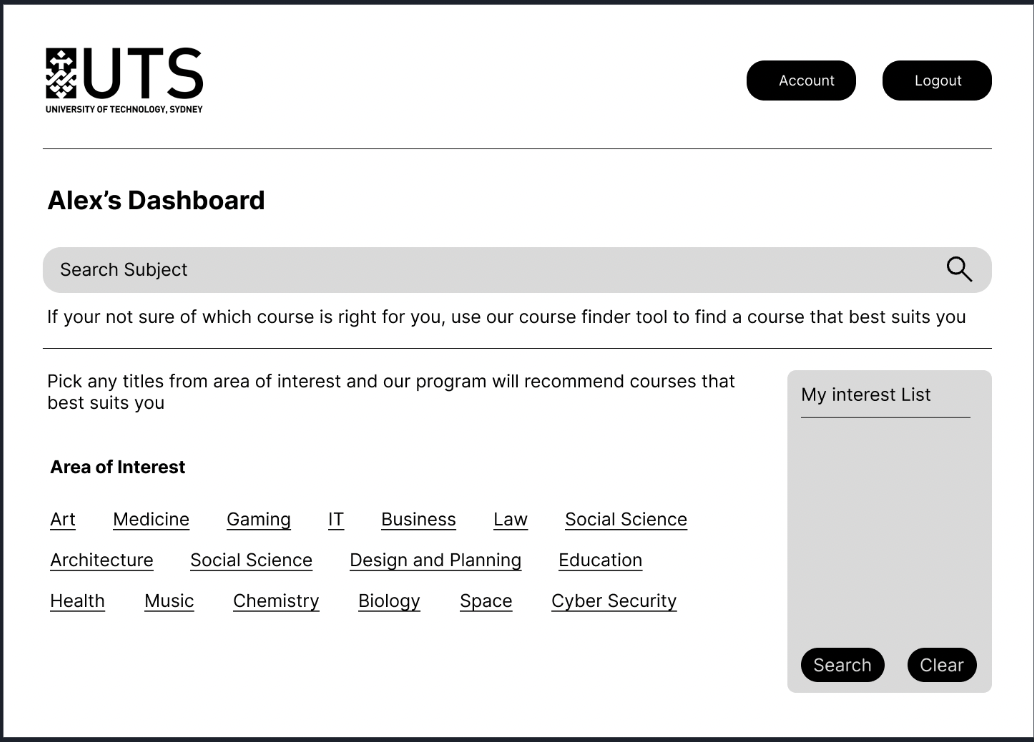 UTS
UNIVERSITY OF TECHNOLOGY, SYDNEY
Account
Logout
Alex’s Dashboard
Search Subject
If your not sure of which course is right for you, use our course finder tool to find a course that best suits you
Pick any titles from area of interest and our program will recommend courses that
best suits you
Area of Interest
Art Medicine Gaming IT Business Law Social Science
Architecture Social Science Design and Planning Education
Health Music Chemistry Biology Space Cyber Security
My interest List
Search
Clear